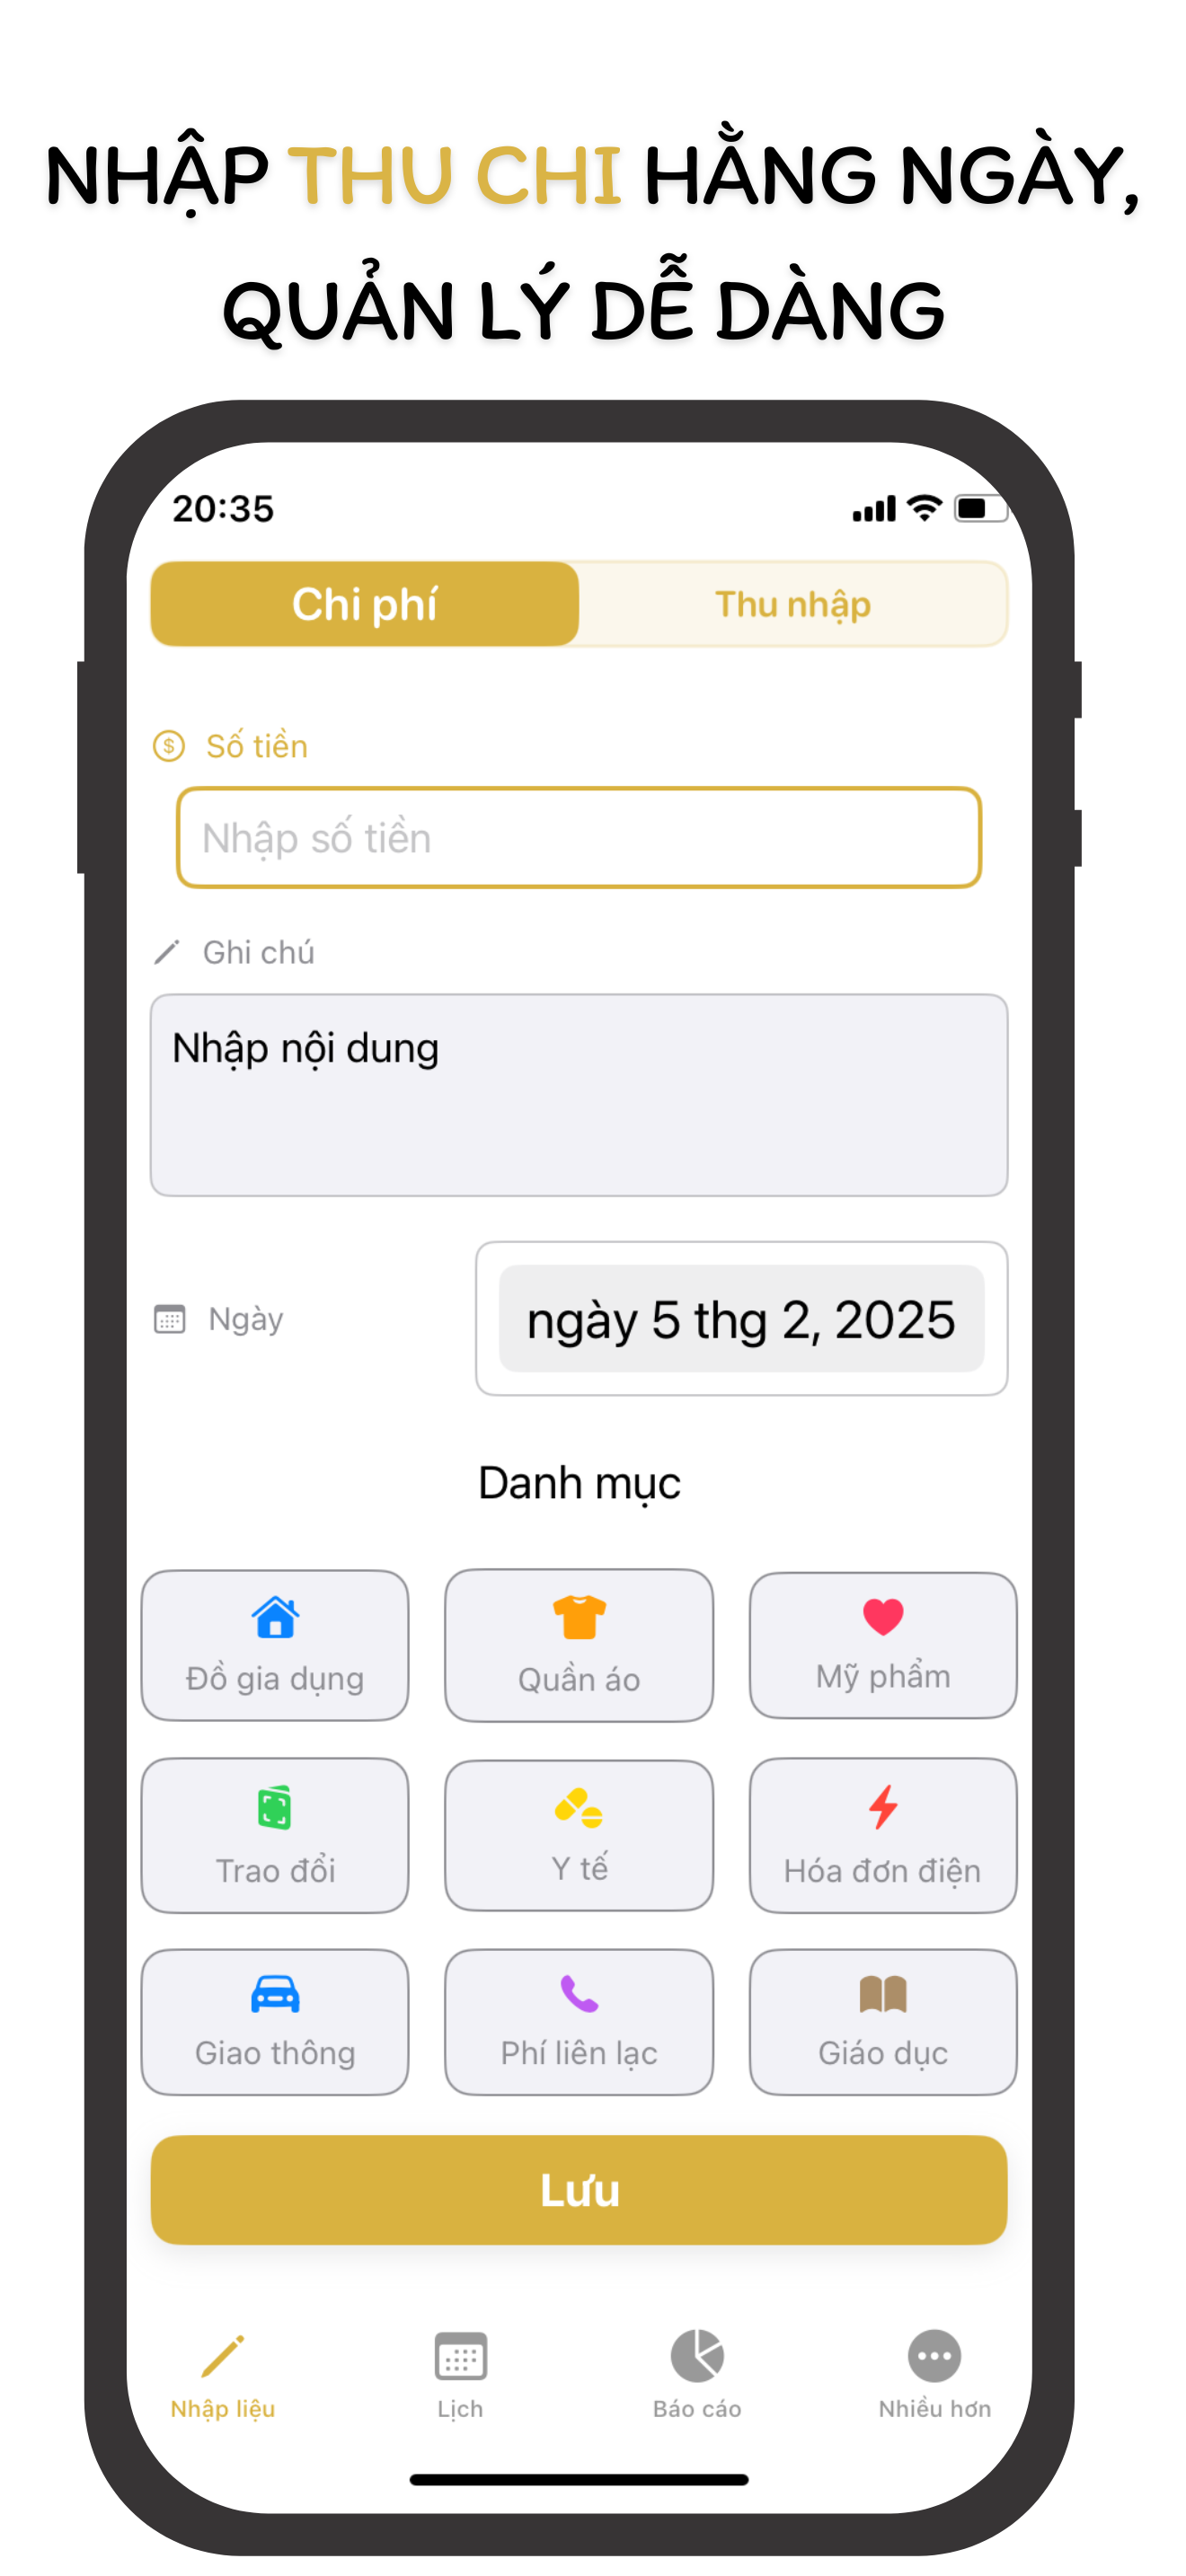 NHẬP THU CHI HẰNG NGÀY,
QUẢN LÝ DỄ DÀNG
20:35
Chi phí
Thu nhập
$ Số tiền
Nhập số tiền
Ghi chú
Nhập nội dung
Ngày
ngày 5 thg 2, 2025
Danh mục
Đồ gia dụng
Quần áo
Mỹ phẩm
Trao đổi
Y tế
Hóa đơn điện
Giao thông
Phí liên lạc
Giáo dục
Lưu
Nhập liệu
Lịch
Báo cáo
Nhiều hơn